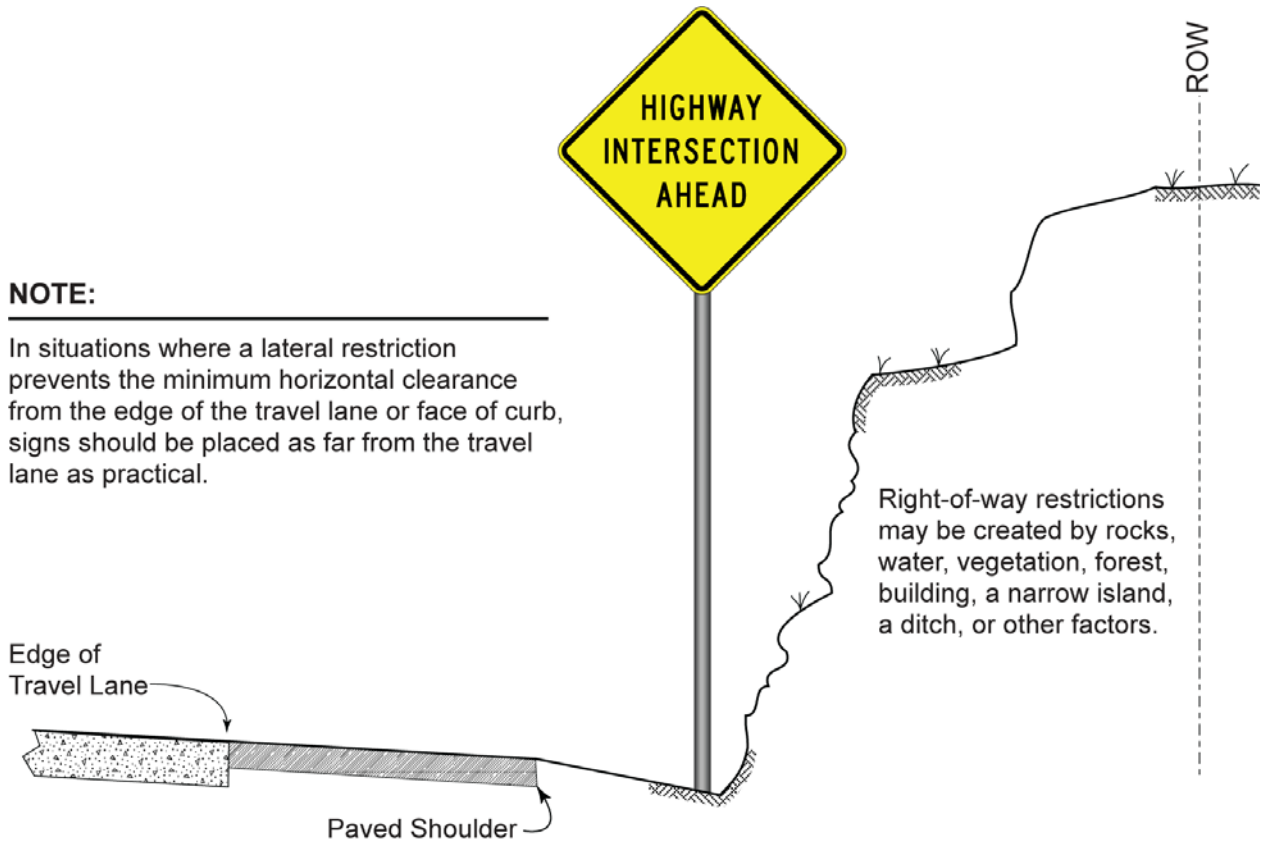 ROW
HIGHWAY
INTERSECTION
AHEAD
NOTE:
In situations where a lateral restriction
prevents the minimum horizontal clearance
from the edge of the travel lane or face of curb,
signs should be placed as far from the travel
lane as practical.
Right-of-way restrictions
may be created by rocks,
water, vegetation, forest,
building, a narrow island,
a ditch, or other factors.
Edge of
Travel Lane
Paved Shoulder